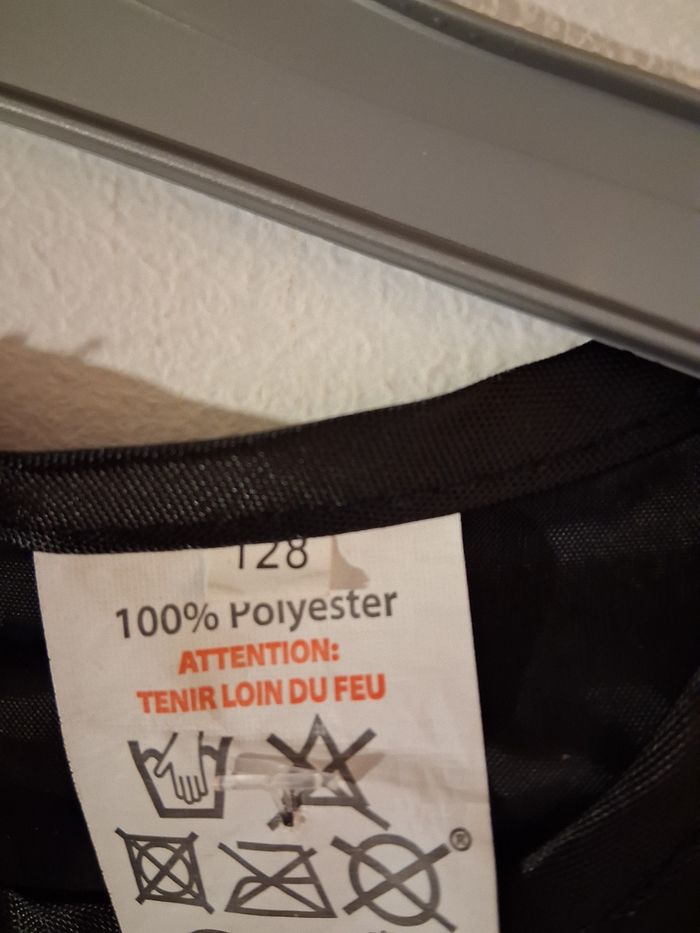 128
100% Polyester
ATTENTION:
TENIR LOIN DU FEU
®